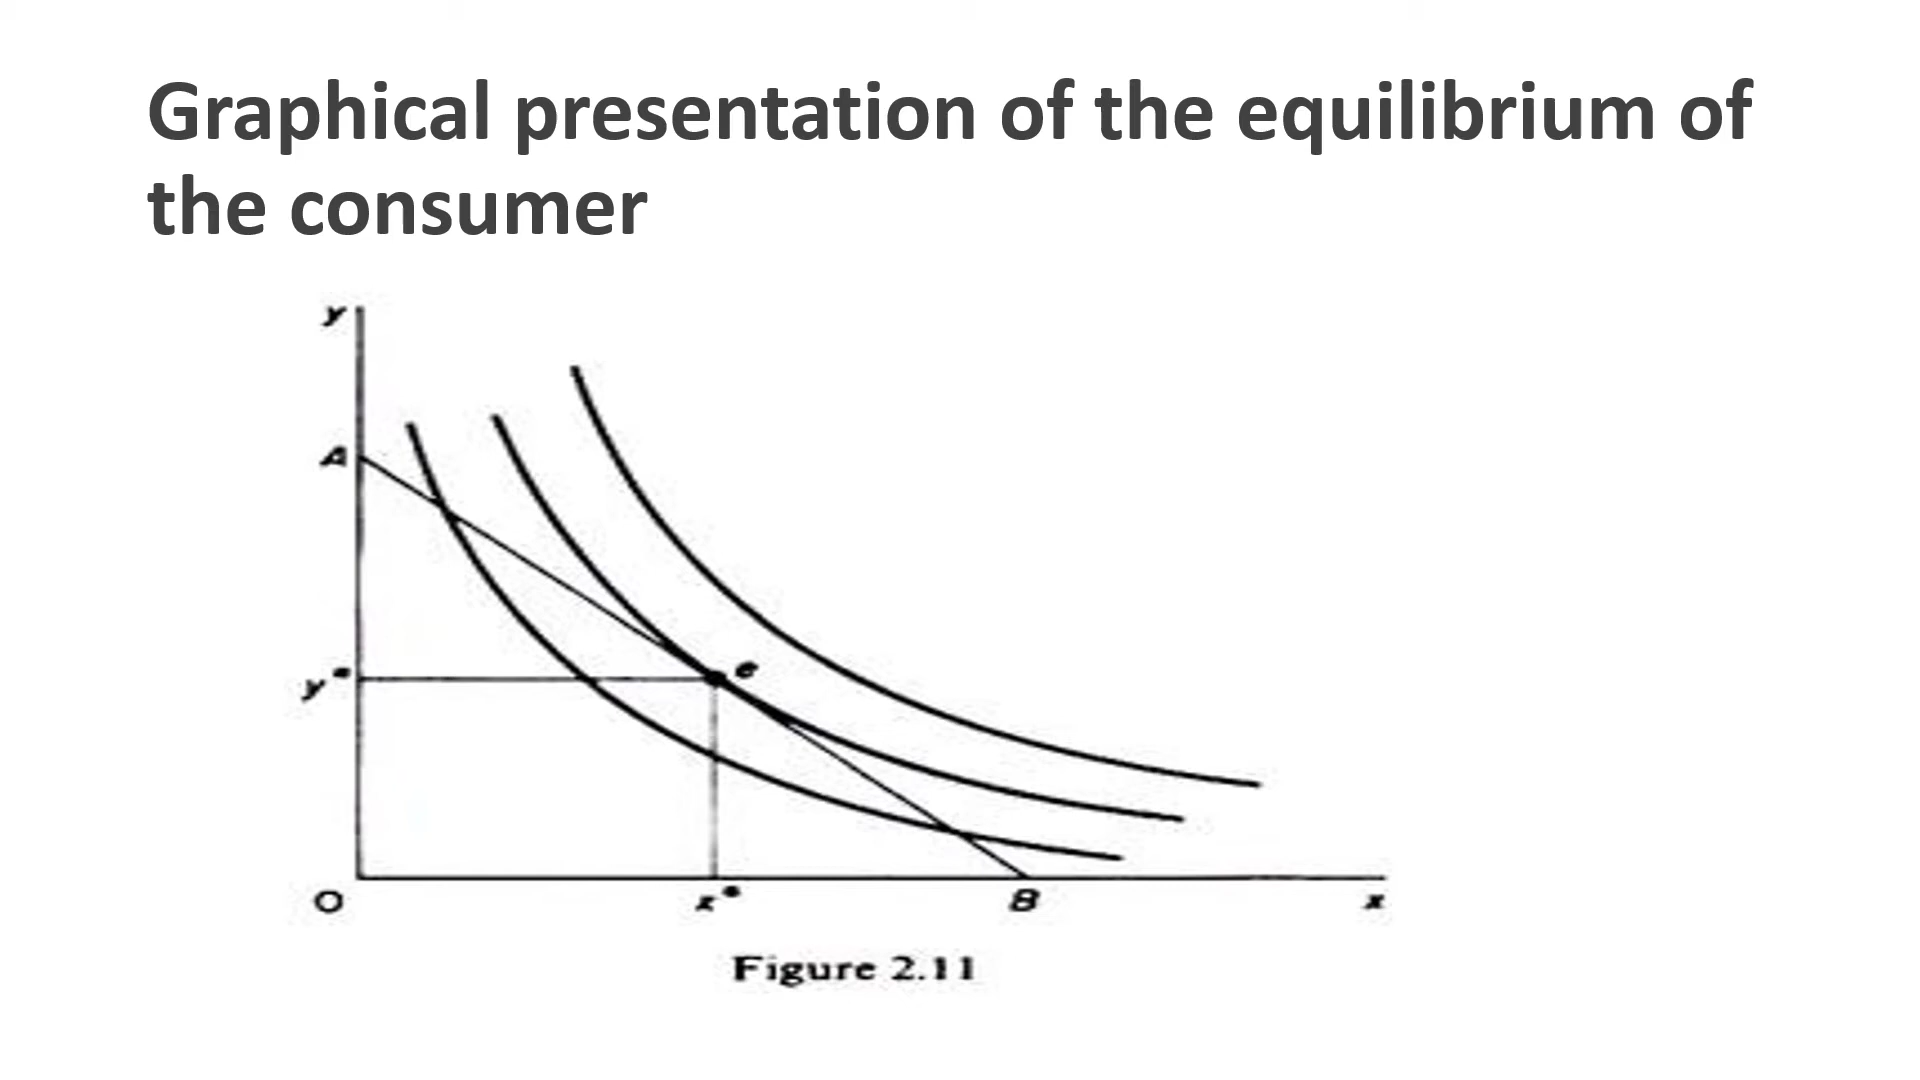 Graphical presentation of the equilibrium of
the consumer
y
A
e
y*
O
x*
B
x
Figure 2.11